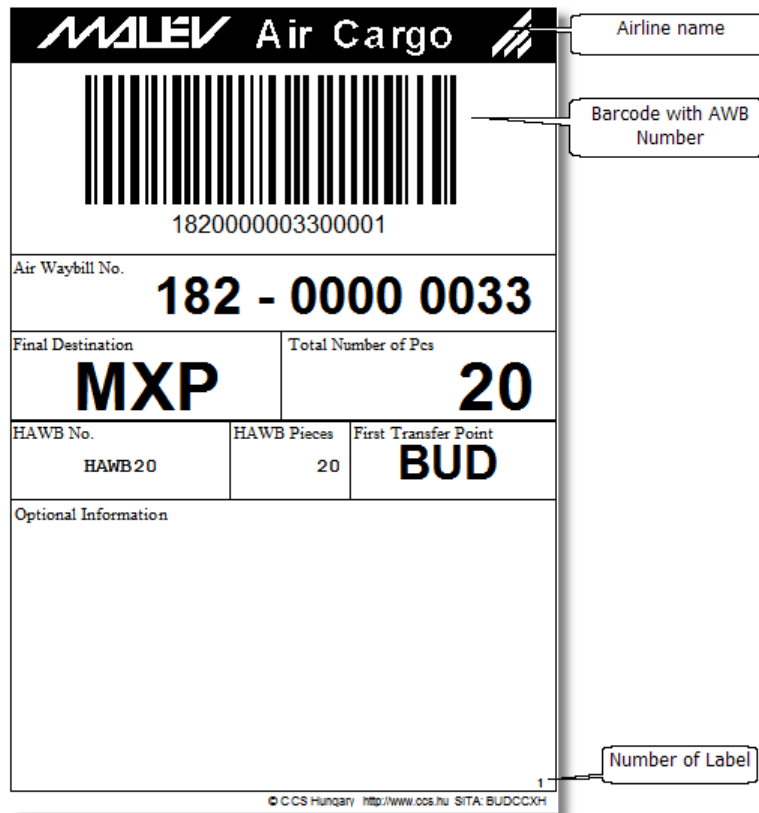 MALÉV Air Cargo
Airline name
Barcode with AWB
Number
1820000003300001
Air Waybill No.
182 - 0000 0033
Final Destination
MXP
Total Number of Pcs
20
HAWB No.
HAWB20
HAWB Pieces
20
First Transfer Point
BUD
Optional Information
Number of Label
1
© CCS Hungary http://www.ccs.hu SITA: BUDCCXH